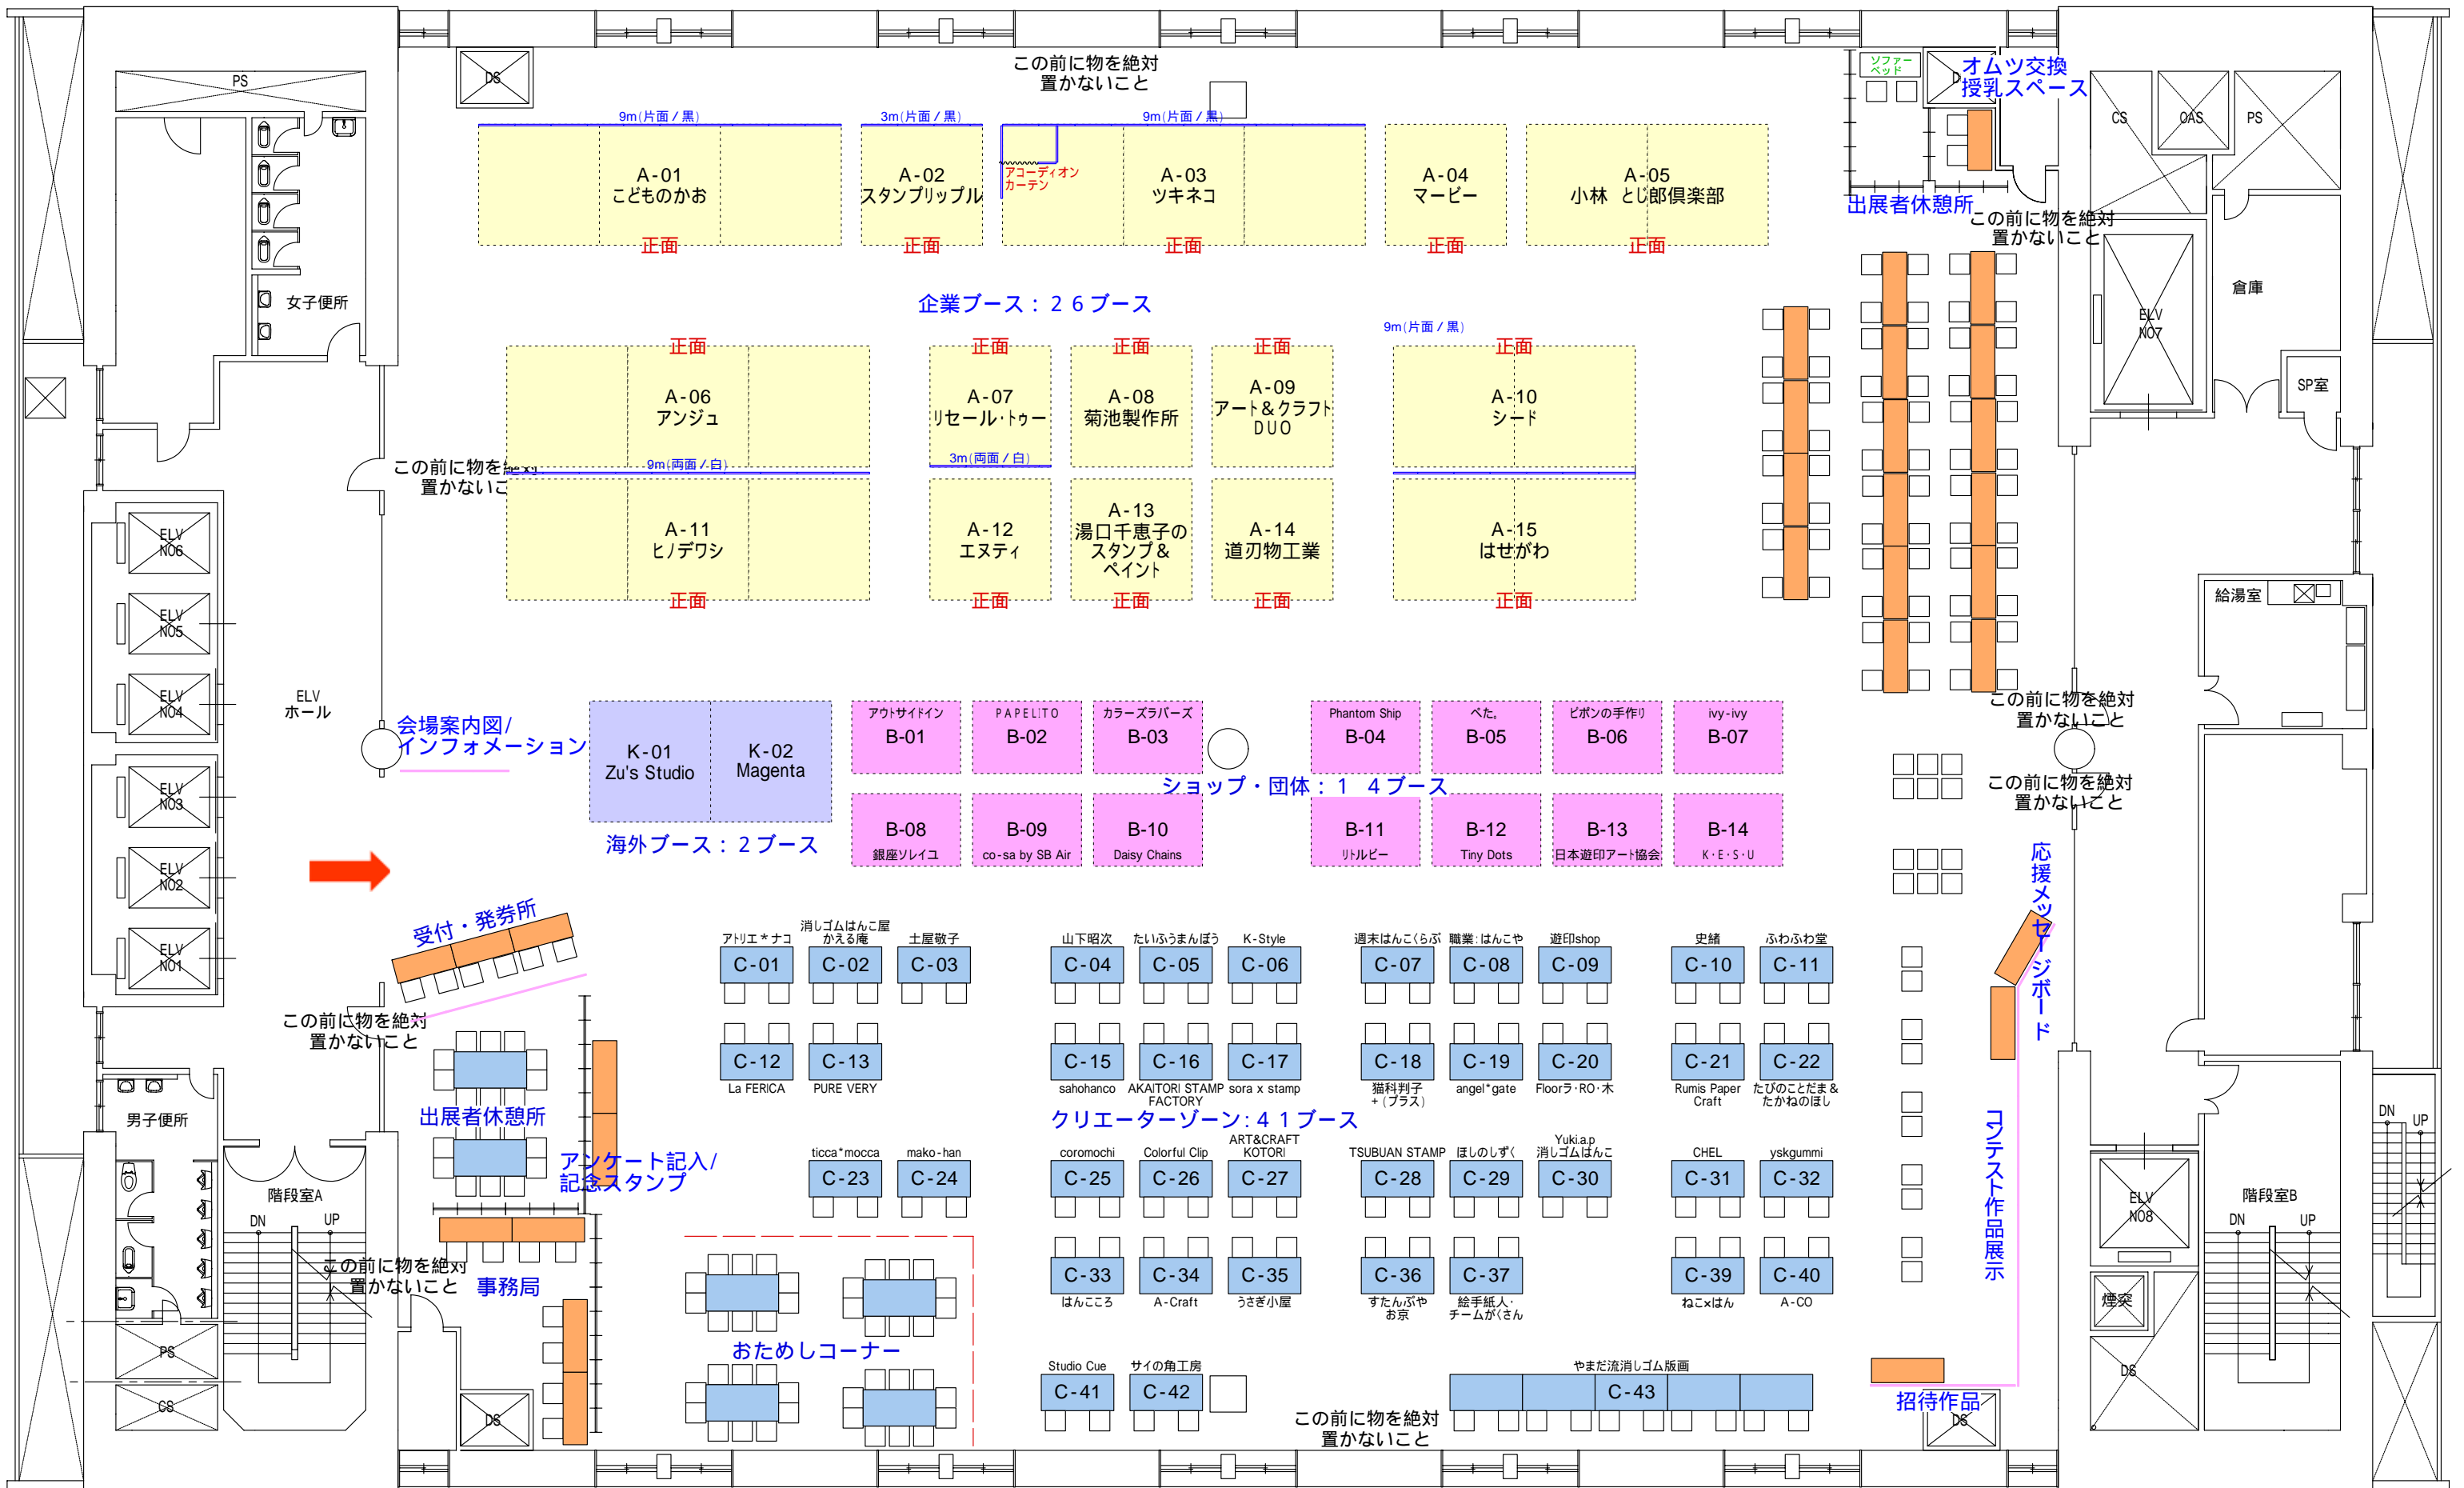 この前に物を絶対
置かないこと
DS
PS
女子便所
9m(片面/黒)
A-01
こどものかお
正面
3m(片面/黒)
A-02
スタンプリップル
正面
9m(片面/黒)
アコーディオン
カーテン
A-03
ツキネコ
正面
A-04
マービー
正面
A-05
小林 とじ郎倶楽部
正面
ソファー
ベッド
オムツ交換
授乳スペース
出展者休憩所
この前に物を絶対
置かないこと
CS
OAS
PS
ELV
NO7
倉庫
SP室
企業ブース:26ブース
正面
A-06
アンジュ
9m(両面/白)
正面
A-07
リセール・トゥー
3m(両面/白)
正面
A-08
菊池製作所
正面
A-09
アート&クラフト
DUO
9m(片面/黒)
正面
A-10
シード
この前に物を絶対
置かないこ
A-11
ヒノデワシ
正面
A-12
エヌティ
正面
A-13
湯口千恵子の
スタンプ&
ペイント
正面
A-14
道刃物工業
正面
A-15
はせがわ
正面
ELV
NO6
ELV
NO5
ELV
NO4
ELV
NO3
ELV
NO2
ELV
NO1
ELV
ホール
給湯室
会場案内図/
インフォメーション
K-01
Zu's Studio
K-02
Magenta
海外ブース:2ブース
アウトサイドイン
B-01
PAPELITO
B-02
カラーズラバーズ
B-03
Phantom Ship
B-04
ぺた。
B-05
ピポンの手作り
B-06
ivy-ivy
B-07
ショップ・団体:14ブース
B-08
銀座ソレイユ
B-09
co-sa by SB Air
B-10
Daisy Chains
B-11
リトルビー
B-12
Tiny Dots
B-13
日本遊印アート協会
B-14
K・E・S・U
この前に物を絶対
置かないこと
この前に物を絶対
置かないこと
応援メッセージボード
受付・発券所
アトリエ*ナコ
C-01
消しゴムはんこ屋
かえる庵
C-02
土屋敬子
C-03
山下昭次
C-04
たいふうまんぼう
C-05
K-Style
C-06
週末はんこくらぶ
C-07
職業:はんこや
C-08
遊印shop
C-09
史緒
C-10
ふわふわ堂
C-11
この前に物を絶対
置かないこと
C-12
La FERICA
C-13
PURE VERY
C-15
sahohanco
C-16
AKAITORI STAMP
FACTORY
C-17
sora x stamp
C-18
猫科判子
+(プラス)
C-19
angel*gate
C-20
Floorラ・RO・木
C-21
Rumis Paper
Craft
C-22
たびのことだま&
たかねのほし
クリエーターゾーン:41ブース
出展者休憩所
アンケート記入/
記念スタンプ
コンテスト作品展示
男子便所
階段室A
DN
UP
ticca*mocca
C-23
mako-han
C-24
coromochi
C-25
Colorful Clip
C-26
ART&CRAFT
KOTORI
C-27
TSUBUAN STAMP
C-28
ほしのしずく
C-29
Yuki.a.p
消しゴムはんこ
C-30
CHEL
C-31
yskgummi
C-32
C-33
はんこころ
C-34
A-Craft
C-35
うさぎ小屋
C-36
すたんぷや
お京
C-37
絵手紙人・
チームがくさん
C-39
ねこ×はん
C-40
A-CO
この前に物を絶対
置かないこと
事務局
おためしコーナー
PS
CS
DS
Studio Cue
C-41
サイの角工房
C-42
やまだ流消しゴム版画
C-43
この前に物を絶対
置かないこと
招待作品
DS
ELV
NO8
煙突
DS
階段室B
DN
UP
DN
UP